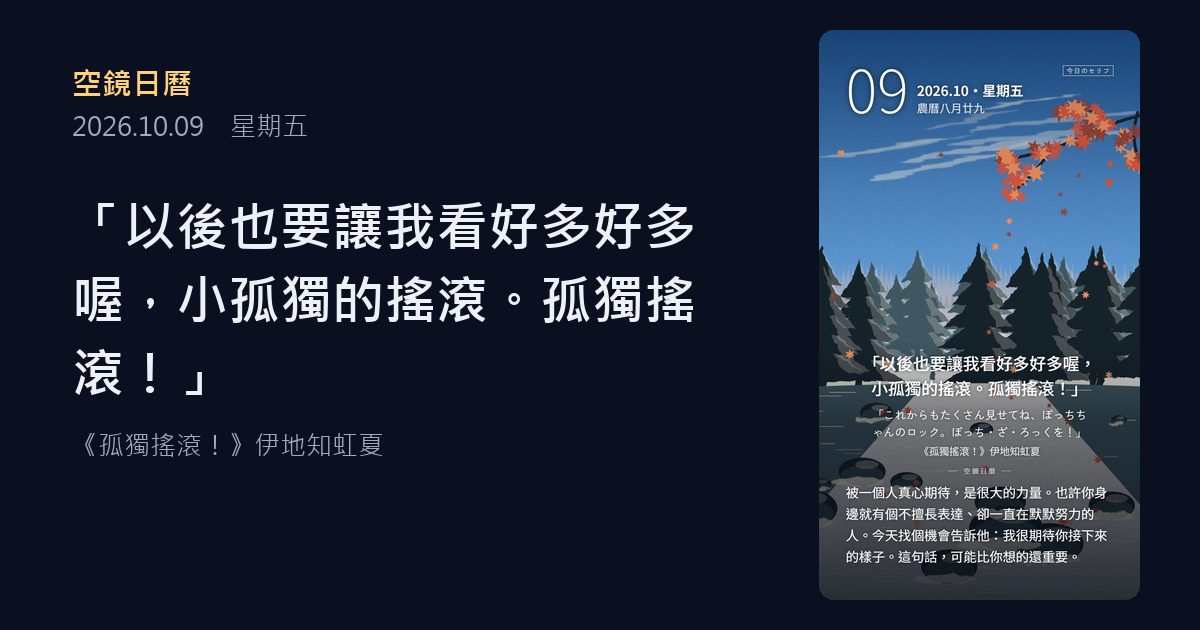 空鏡日曆
2026.10.09 星期五
「以後也要讓我看好多好多
喔，小孤獨的搖滾。孤獨搖
滾！」
《孤獨搖滾！》伊地知虹夏
今日のセリフ
09
2026.10・星期五
農曆八月廿九
「以後也要讓我看好多好多喔，
小孤獨的搖滾。孤獨搖滾！」
「これからもたくさん見せてね、ぼっちち
ゃんのロック。ぼっち・ざ・ろっくを！」
《孤獨搖滾！》伊地知虹夏
— 空鏡日曆 —
被一個人真心期待，是很大的力量。也許你身
邊就有個不擅長表達、卻一直在默默努力的
人。今天找個機會告訴他：我很期待你接下來
的樣子。這句話，可能比你想的還重要。